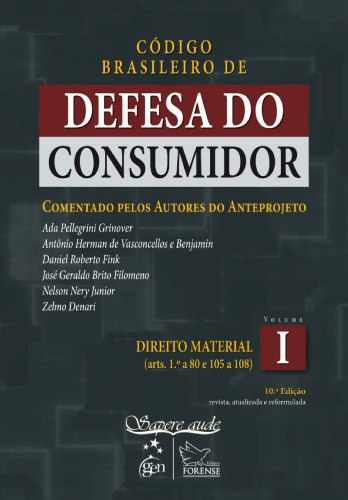 CÓDIGO
BRASILEIRO DE
DEFESA DO
CONSUMIDOR
COMENTADO PELOS AUTORES DO ANTEPROJETO
Ada Pellegrini Grinover
Antônio Herman de Vasconcellos e Benjamin
Daniel Roberto Fink
José Geraldo Brito Filomeno
Nelson Nery Junior
Zelmo Denari
VOLUME
I
DIREITO MATERIAL
(arts. 1.º a 80 e 105 a 108)
10.ª Edição
revista, atualizada e reformulada
Sapere aude
gen
Editora
FORENSE